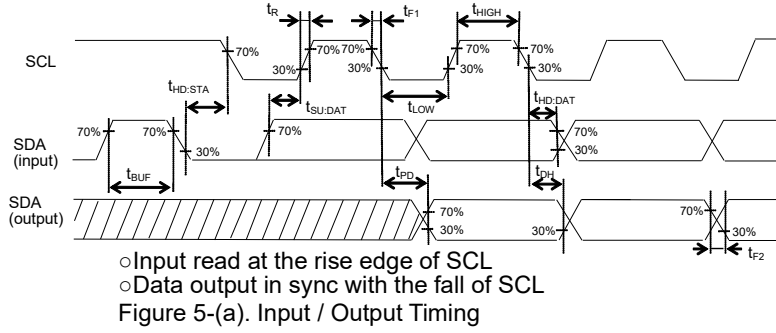 tR tF1 tHIGH
SCL 70% 70% 70% 70% 70%
30% 30% 30% 30%
tHD:STA tSU:DAT tLOW tHD:DAT
SDA (input) 70% 70% 30% 70% 70% 30%
tBUF tPD tDH
SDA (output) 70% 30% 30% 70% 30%
tF2
○Input read at the rise edge of SCL
○Data output in sync with the fall of SCL
Figure 5-(a). Input / Output Timing